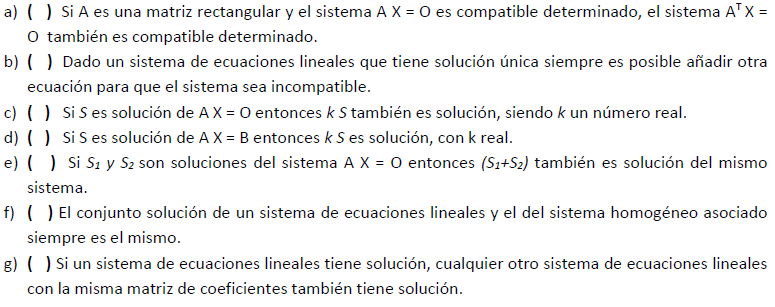 a) ( ) Si A es una matriz rectangular y el sistema A X = O es compatible determinado, el sistema Aᵀ X =
O también es compatible determinado.
b) ( ) Dado un sistema de ecuaciones lineales que tiene solución única siempre es posible añadir otra
ecuación para que el sistema sea incompatible.
c) ( ) Si S es solución de A X = O entonces k S también es solución, siendo k un número real.
d) ( ) Si S es solución de A X = B entonces k S es solución, con k real.
e) ( ) Si S₁ y S₂ son soluciones del sistema A X = O entonces (S₁+S₂) también es solución del mismo
sistema.
f) ( ) El conjunto solución de un sistema de ecuaciones lineales y el del sistema homogéneo asociado
siempre es el mismo.
g) ( ) Si un sistema de ecuaciones lineales tiene solución, cualquier otro sistema de ecuaciones lineales
con la misma matriz de coeficientes también tiene solución.